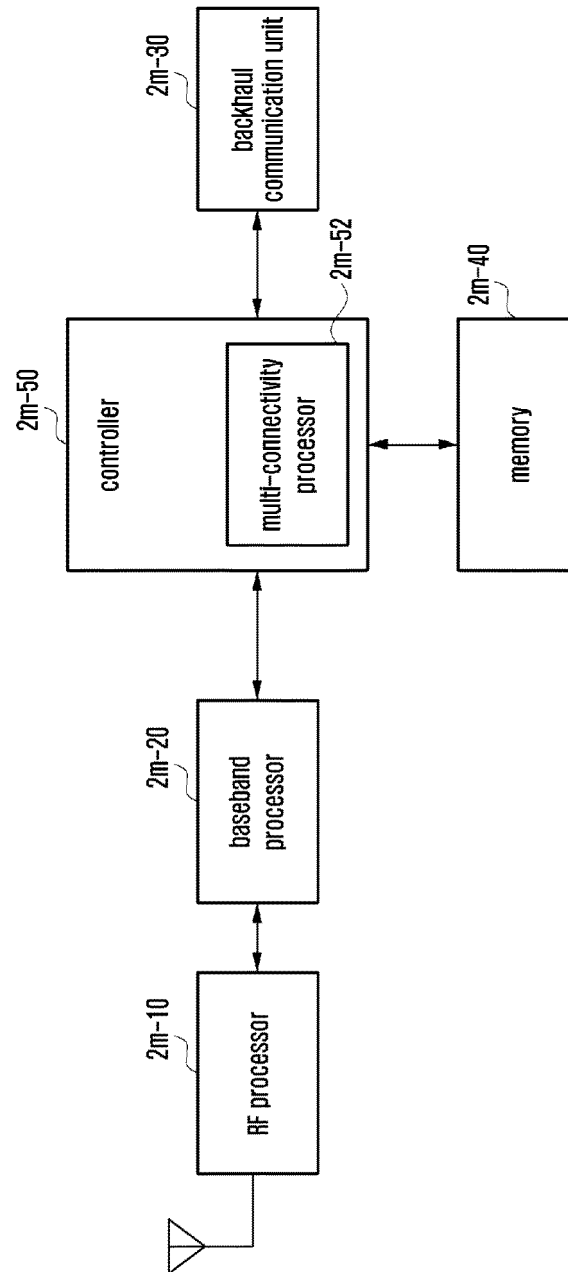 2m-10
RF processor
2m-20
baseband
processor
2m-50
controller
2m-52
multi-connectivity
processor
2m-30
backhaul
communication unit
2m-40
memory